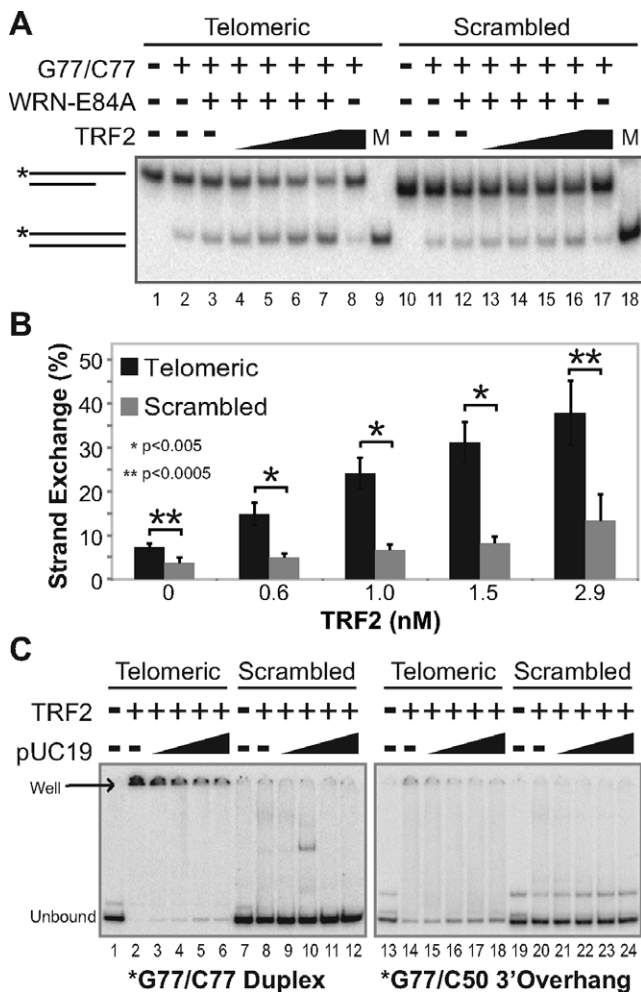 A
Telomeric Scrambled
G77/C77 - + + + + + + + - + + + + + + +
WRN-E84A - - + + + + + - - - + + + + + -
TRF2 - - - M - - - M
*
*
1 2 3 4 5 6 7 8 9 10 11 12 13 14 15 16 17 18
B
Strand Exchange (%)
50
40
30
20
15
10
0
Telomeric
Scrambled
* p<0.005
** p<0.0005
** * * * **
0 0.6 1.0 1.5 2.9
TRF2 (nM)
C
Telomeric Scrambled Telomeric Scrambled
TRF2 - + + + + + - + + + + + - + + + + + - + + + + +
pUC19 - - - - - - - -
Well
Unbound
1 2 3 4 5 6 7 8 9 10 11 12 13 14 15 16 17 18 19 20 21 22 23 24
*G77/C77 Duplex *G77/C50 3'Overhang